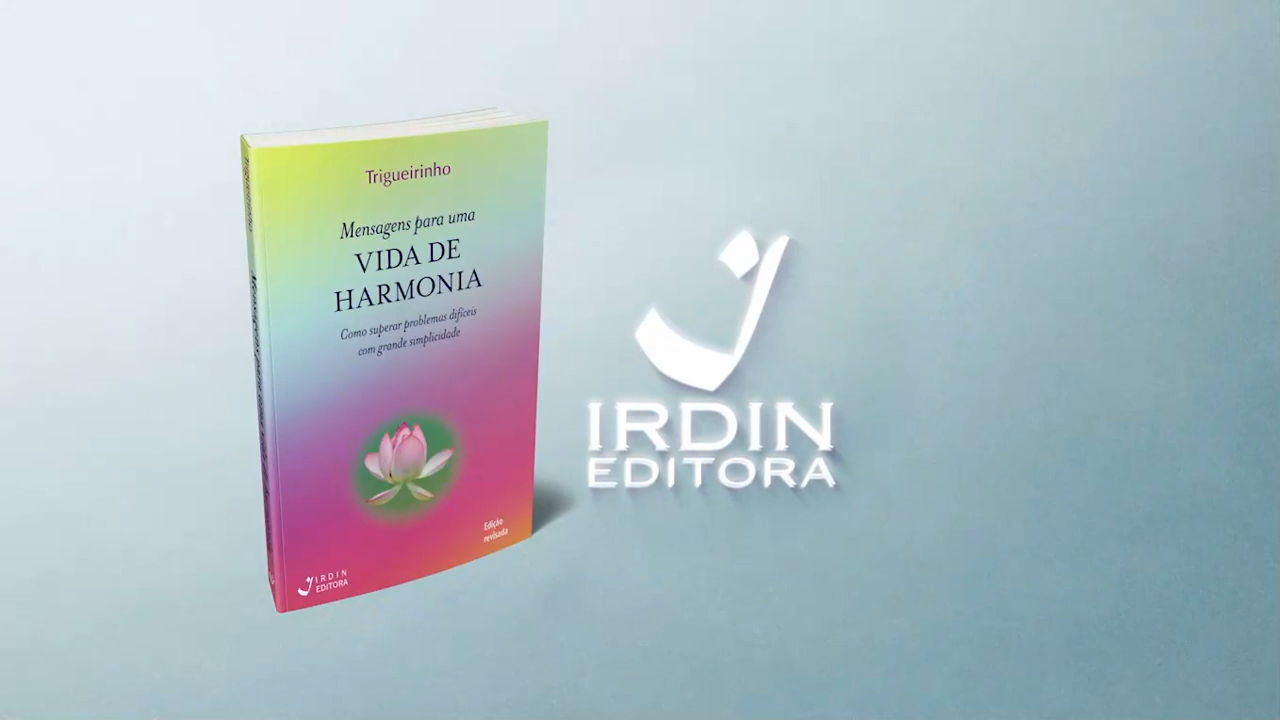 Trigueirinho
Mensagens para uma
VIDA DE
HARMONIA
Como superar problemas difíceis
com grande simplicidade
Edição
revisada
IRDIN
EDITORA
IRDIN
EDITORA